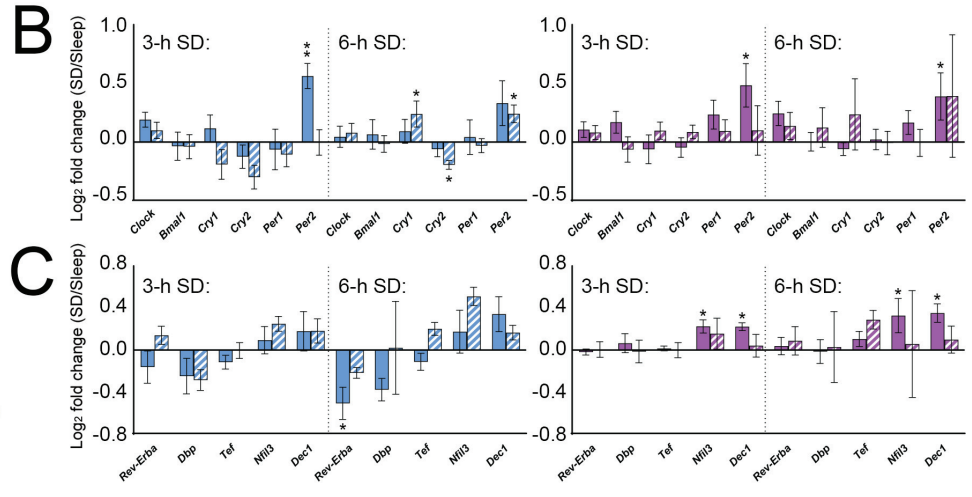 B
Log2 fold change (SD/Sleep)
1.0
0.5
0.0
-0.5
3-h SD:
6-h SD:
**
*
*
*
Clock Bmal1 Cry1 Cry2 Per1 Per2 Clock Bmal1 Cry1 Cry2 Per1 Per2
1.0
0.5
0.0
-0.5
3-h SD:
6-h SD:
*
*
Clock Bmal1 Cry1 Cry2 Per1 Per2 Clock Bmal1 Cry1 Cry2 Per1 Per2
C
Log2 fold change (SD/Sleep)
0.8
0.4
0.0
-0.4
-0.8
3-h SD:
6-h SD:
*
Rev-Erba Dbp Tef Nfil3 Dec1 Rev-Erba Dbp Tef Nfil3 Dec1
0.8
0.4
0.0
-0.4
-0.8
3-h SD:
6-h SD:
*
*
*
*
Rev-Erba Dbp Tef Nfil3 Dec1 Rev-Erba Dbp Tef Nfil3 Dec1